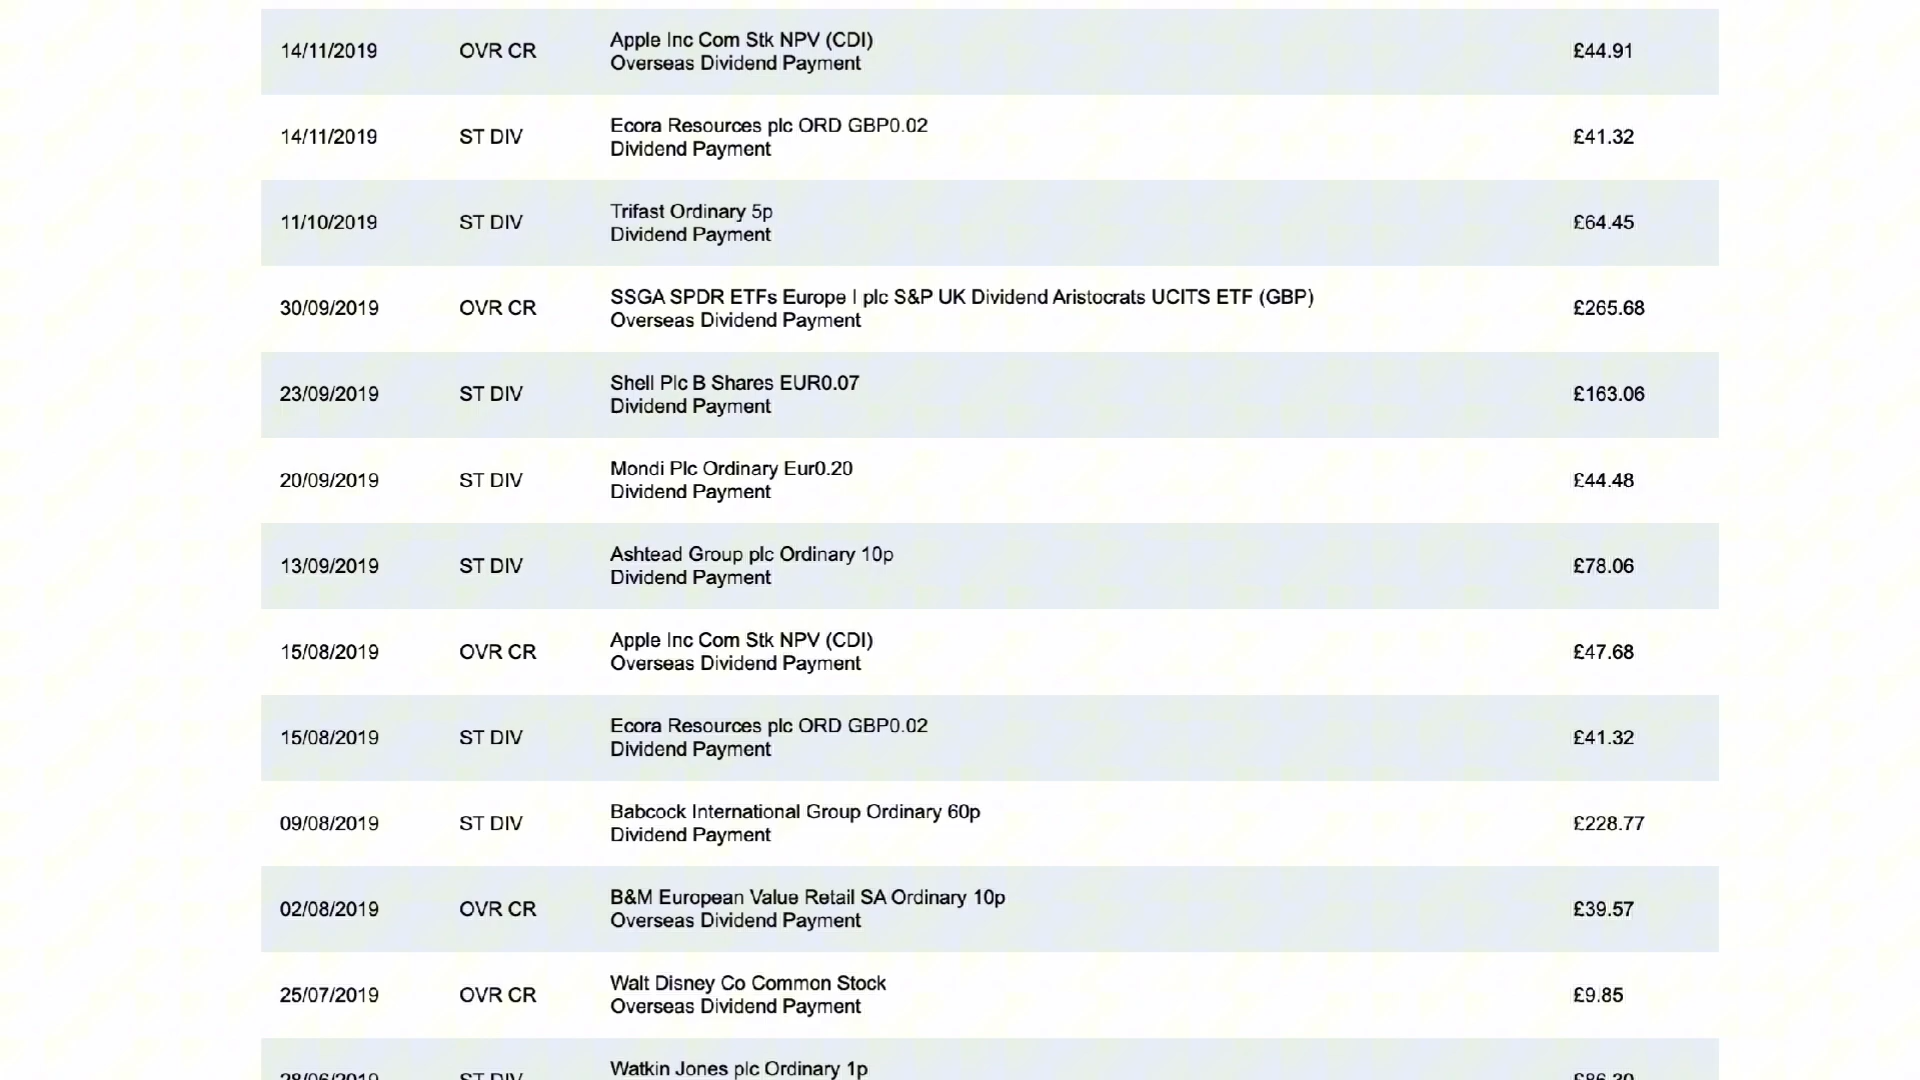 14/11/2019 OVR CR Apple Inc Com Stk NPV (CDI) £44.91
Overseas Dividend Payment
14/11/2019 ST DIV Ecora Resources plc ORD GBP0.02 £41.32
Dividend Payment
11/10/2019 ST DIV Trifast Ordinary 5p £64.45
Dividend Payment
30/09/2019 OVR CR SSGA SPDR ETFs Europe I plc S&P UK Dividend Aristocrats UCITS ETF (GBP) £265.68
Overseas Dividend Payment
23/09/2019 ST DIV Shell Plc B Shares EUR0.07 £163.06
Dividend Payment
20/09/2019 ST DIV Mondi Plc Ordinary Eur0.20 £44.48
Dividend Payment
13/09/2019 ST DIV Ashtead Group plc Ordinary 10p £78.06
Dividend Payment
15/08/2019 OVR CR Apple Inc Com Stk NPV (CDI) £47.68
Overseas Dividend Payment
15/08/2019 ST DIV Ecora Resources plc ORD GBP0.02 £41.32
Dividend Payment
09/08/2019 ST DIV Babcock International Group Ordinary 60p £228.77
Dividend Payment
02/08/2019 OVR CR B&M European Value Retail SA Ordinary 10p £39.57
Overseas Dividend Payment
25/07/2019 OVR CR Walt Disney Co Common Stock £9.85
Overseas Dividend Payment
28/06/2019 ST DIV Watkin Jones plc Ordinary 1p